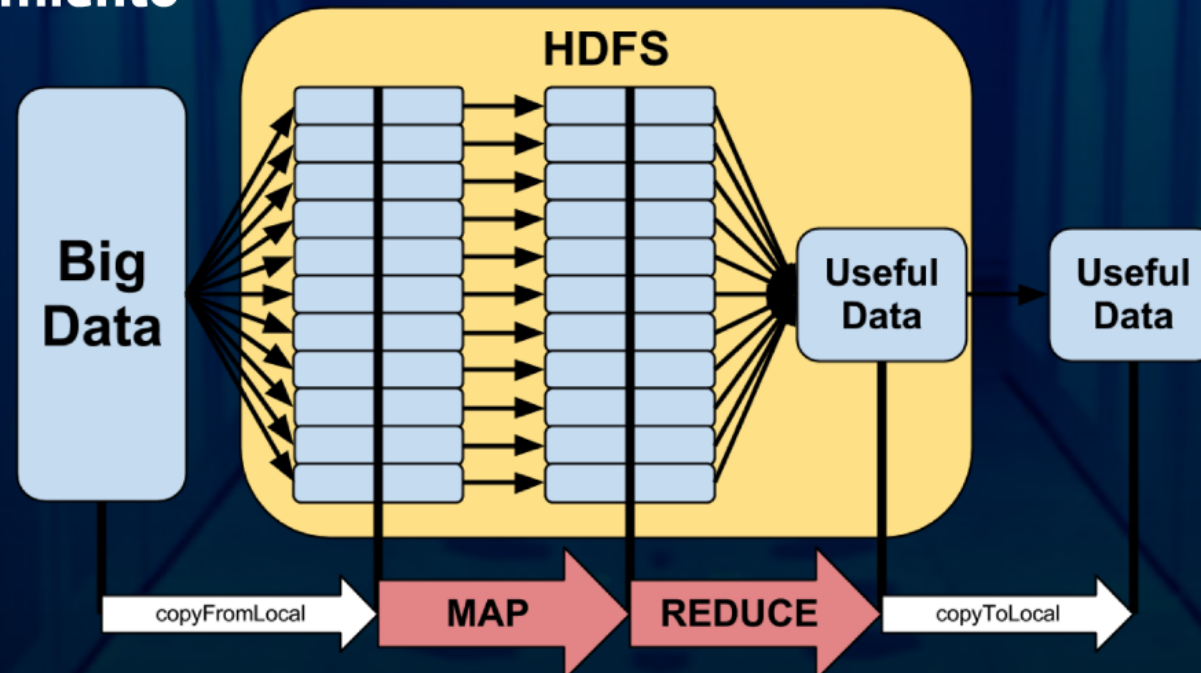 HDFS
Big
Data
Useful
Data
Useful
Data
copyFromLocal
MAP
REDUCE
copyToLocal